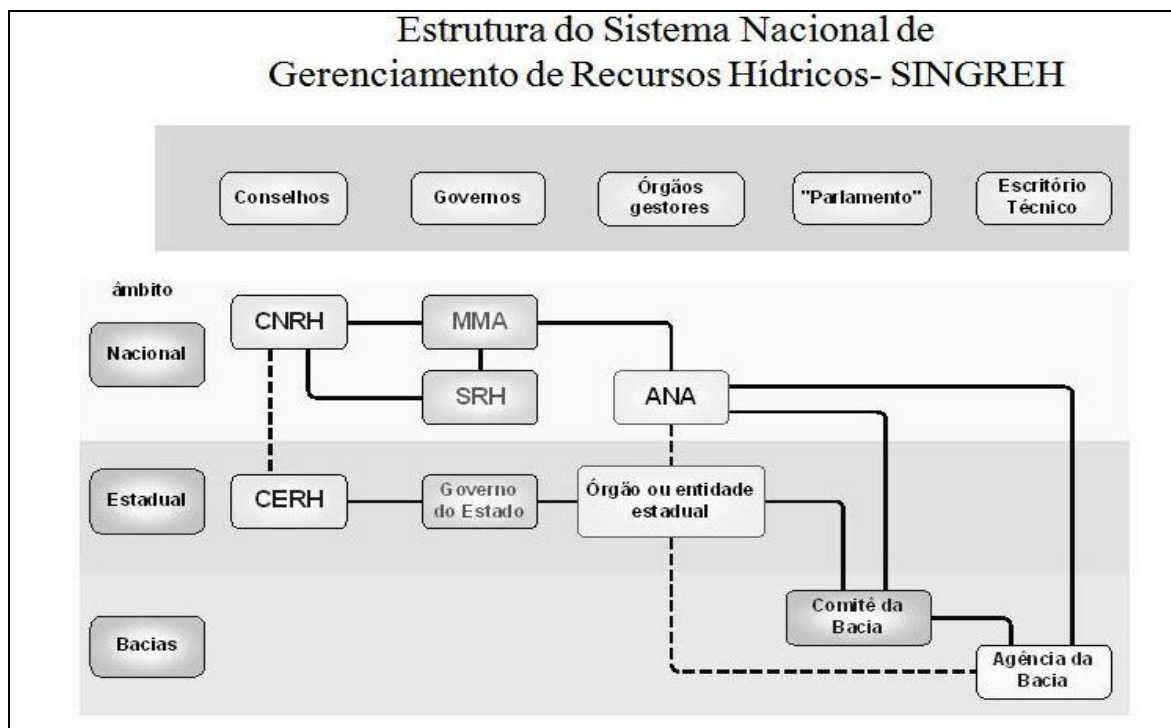 Estrutura do Sistema Nacional de
Gerenciamento de Recursos Hídricos- SINGREH
Conselhos
Governos
Órgãos
gestores
"Parlamento"
Escritório
Técnico
âmbito
Nacional
CNRH
MMA
SRH
ANA
Estadual
CERH
Governo
do Estado
Órgão ou entidade
estadual
Bacias
Comitê da
Bacia
Agência da
Bacia